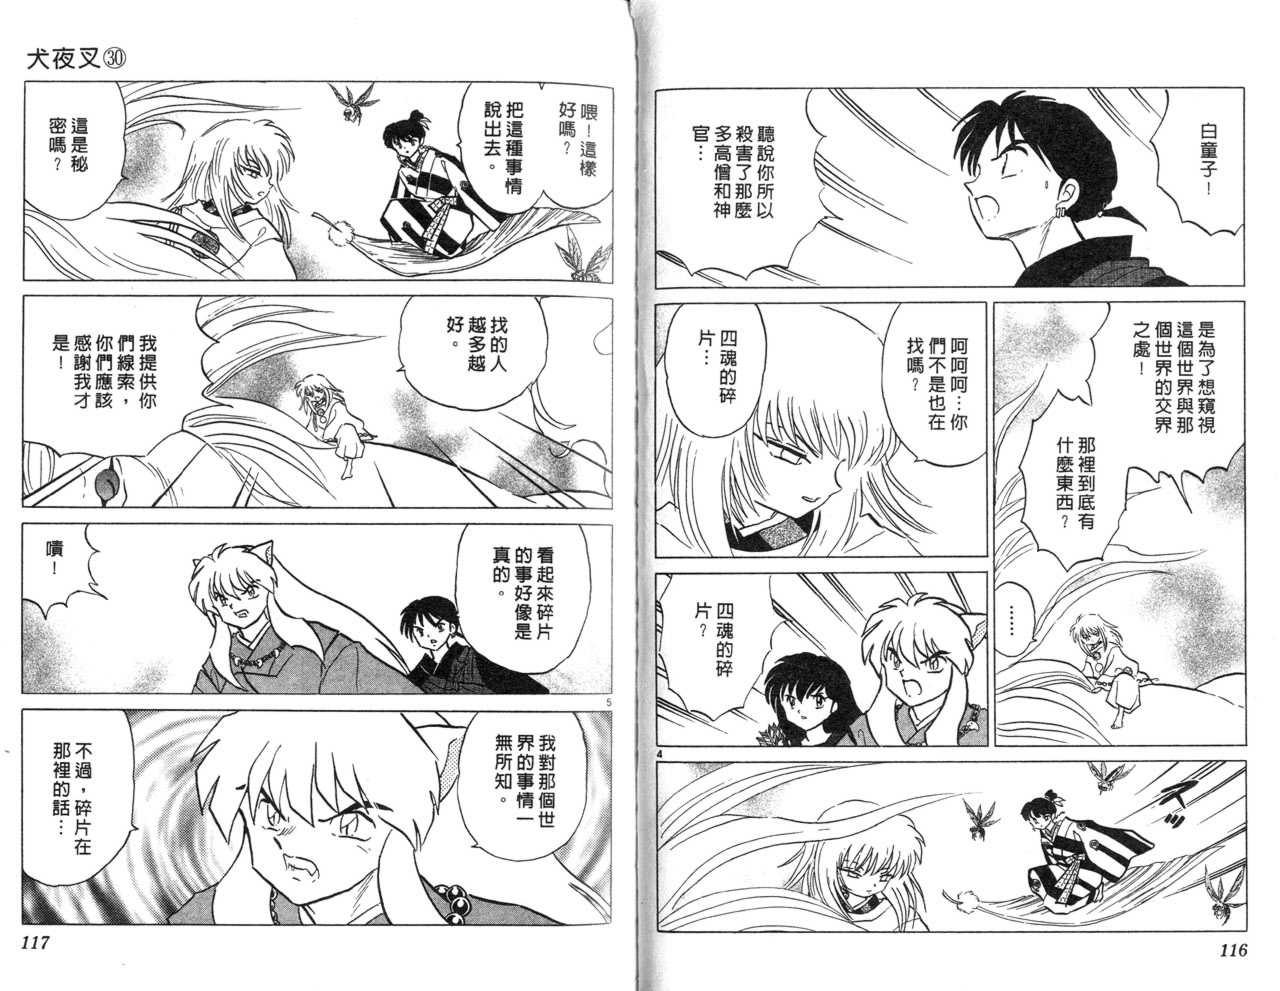 白童子！
聽說你所以
殺害了那麼
多高僧和神
官…
是為了想窺視
這個世界與那
個世界的交界
之處！
那裡到底有
什麼東西？
……
呵呵呵…你
們不是也在
找嗎？
四魂的碎
片…
四魂的碎
片？
4
スッ
116
犬夜叉㉚
喂！這樣
好嗎？
把這種事情
說出去。
這是秘
密嗎？
找的人
越多越
好。
我提供你
們線索，
你們應該
感謝我才
是！
看起來碎片
的事好像是
真的。
嘖！
5
我對那個世
界的事情一
無所知。
不過，碎片在
那裡的話…
117